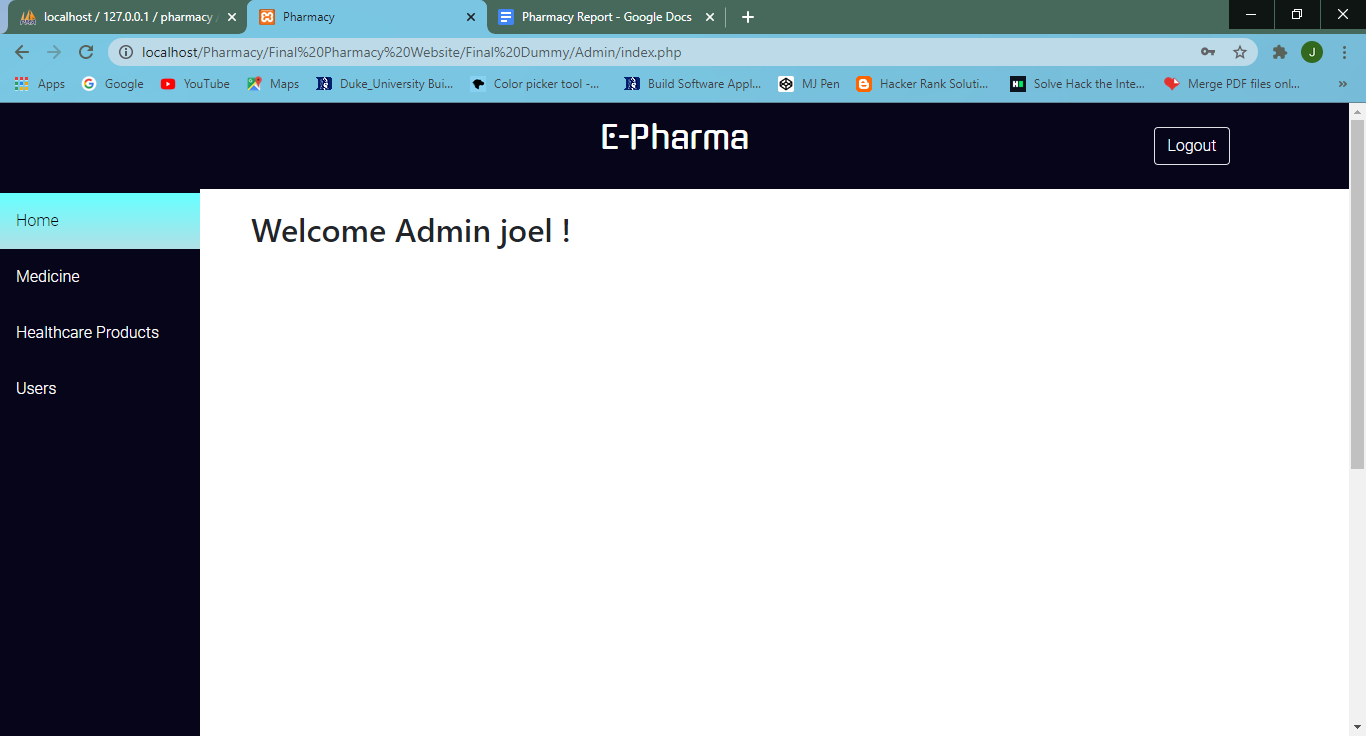 localhost / 127.0.0.1 / pharmacy
Pharmacy
Pharmacy Report - Google Docs
localhost/Pharmacy/Final%20Pharmacy%20Website/Final%20Dummy/Admin/index.php
J
Apps Google YouTube Maps Duke_University Bui... Color picker tool -... Build Software Appl... MJ Pen Hacker Rank Soluti... Solve Hack the Inte... Merge PDF files onl... »
E-Pharma
Logout
Home
Welcome Admin joel !
Medicine
Healthcare Products
Users